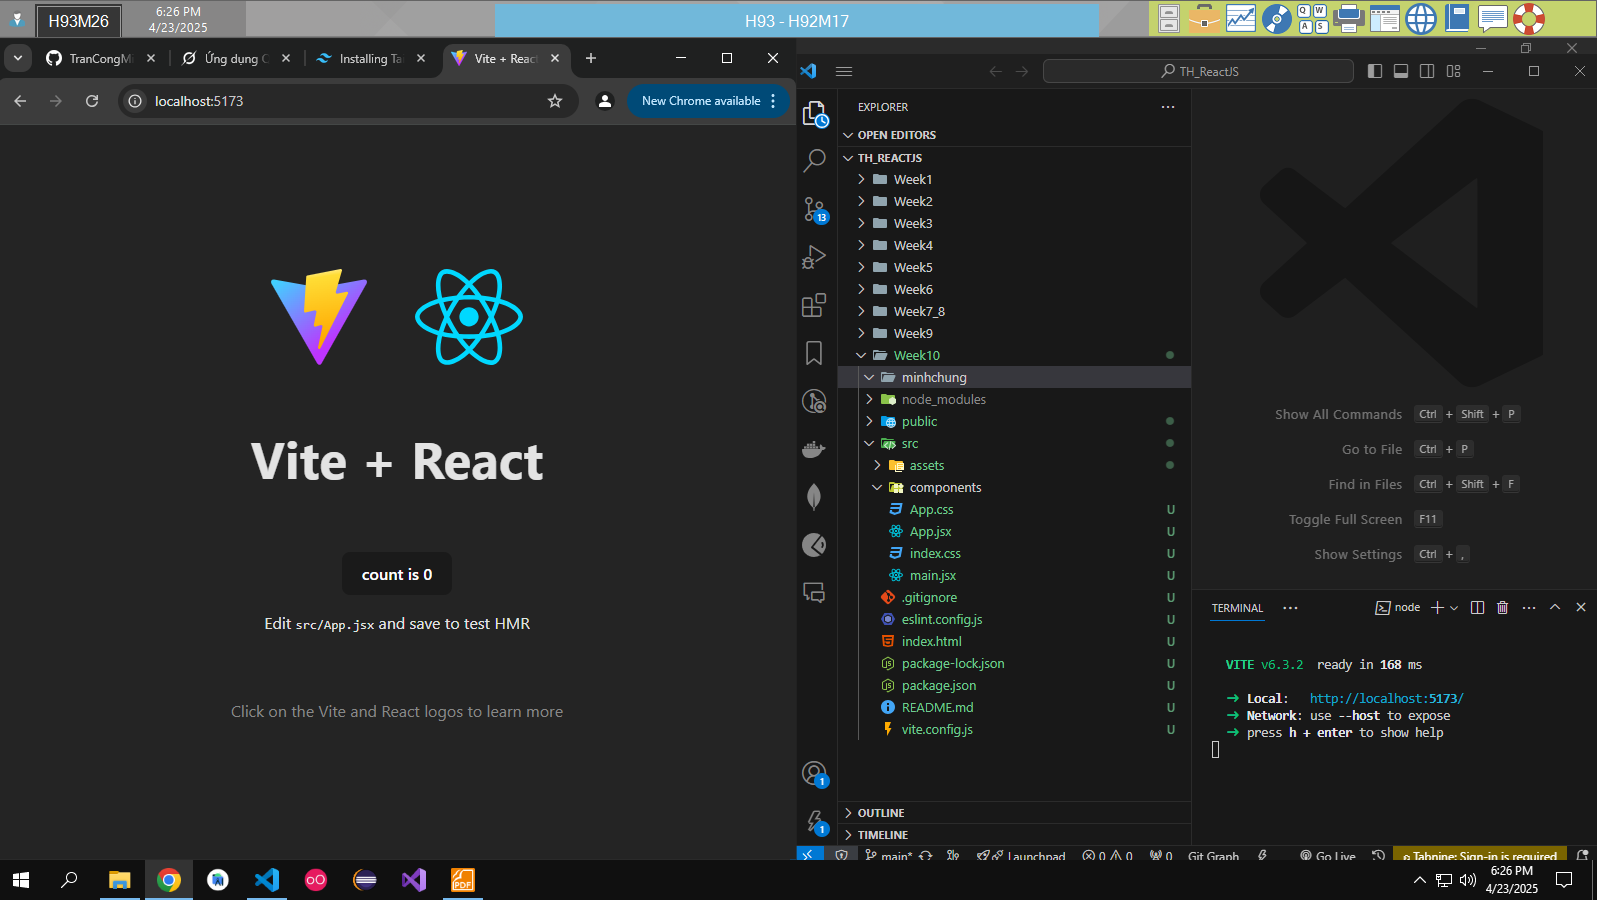 H93M26
6:26 PM
4/23/2025
H93 - H92M17
Q W
A S
TranCongMi
Ứng dụng C
Installing Ta
Vite + React
localhost:5173
New Chrome available
Vite + React
count is 0
Edit src/App.jsx and save to test HMR
Click on the Vite and React logos to learn more
TH_ReactJS
EXPLORER
OPEN EDITORS
TH_REACTJS
Week1
Week2
Week3
Week4
Week5
Week6
Week7_8
Week9
Week10
minhchung
node_modules
public
src
assets
components
App.css U
App.jsx U
index.css U
main.jsx U
.gitignore U
eslint.config.js U
index.html U
package-lock.json U
package.json U
README.md U
vite.config.js U
OUTLINE
TIMELINE
13
1
1
Show All Commands Ctrl + Shift + P
Go to File Ctrl + P
Find in Files Ctrl + Shift + F
Toggle Full Screen F11
Show Settings Ctrl + ,
TERMINAL
node
VITE v6.3.2 ready in 168 ms
➜ Local: http://localhost:5173/
➜ Network: use --host to expose
➜ press h + enter to show help
main*
Launchpad
0 0
0
Git Graph
Go Live
Tabnine: Sign-in is required
PDF
6:26 PM
4/23/2025